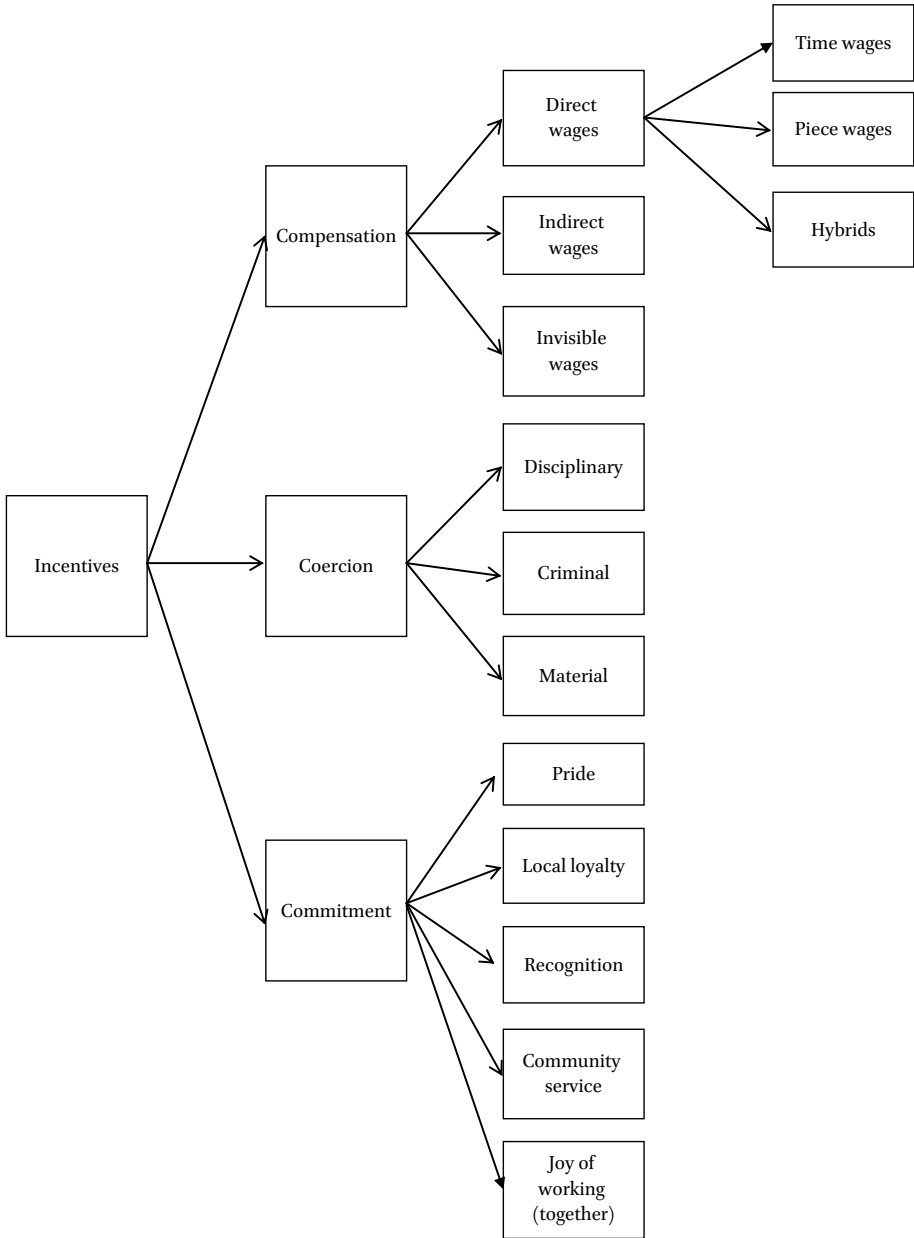 Time wages
Direct
wages
Piece wages
Compensation
Indirect
wages
Hybrids
Invisible
wages
Disciplinary
Incentives
Coercion
Criminal
Material
Pride
Local loyalty
Commitment
Recognition
Community
service
Joy of
working
(together)